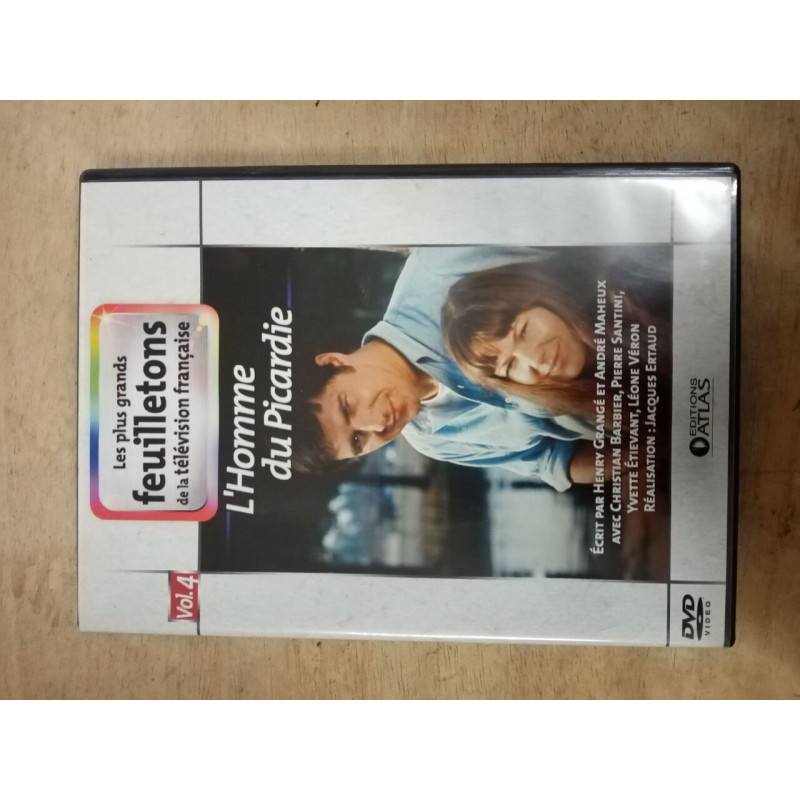 Les plus grands
feuilletons
de la télévision française
Vol. 4
L'Homme
du Picardie
ÉCRIT PAR HENRY GRANGÉ ET ANDRÉ MAHEUX
AVEC CHRISTIAN BARBIER, PIERRE SANTINI,
YVETTE ÉTIEVANT, LÉONE VÉRON
RÉALISATION : JACQUES ERTAUD
EDITIONS
ATLAS
DVD
VIDEO